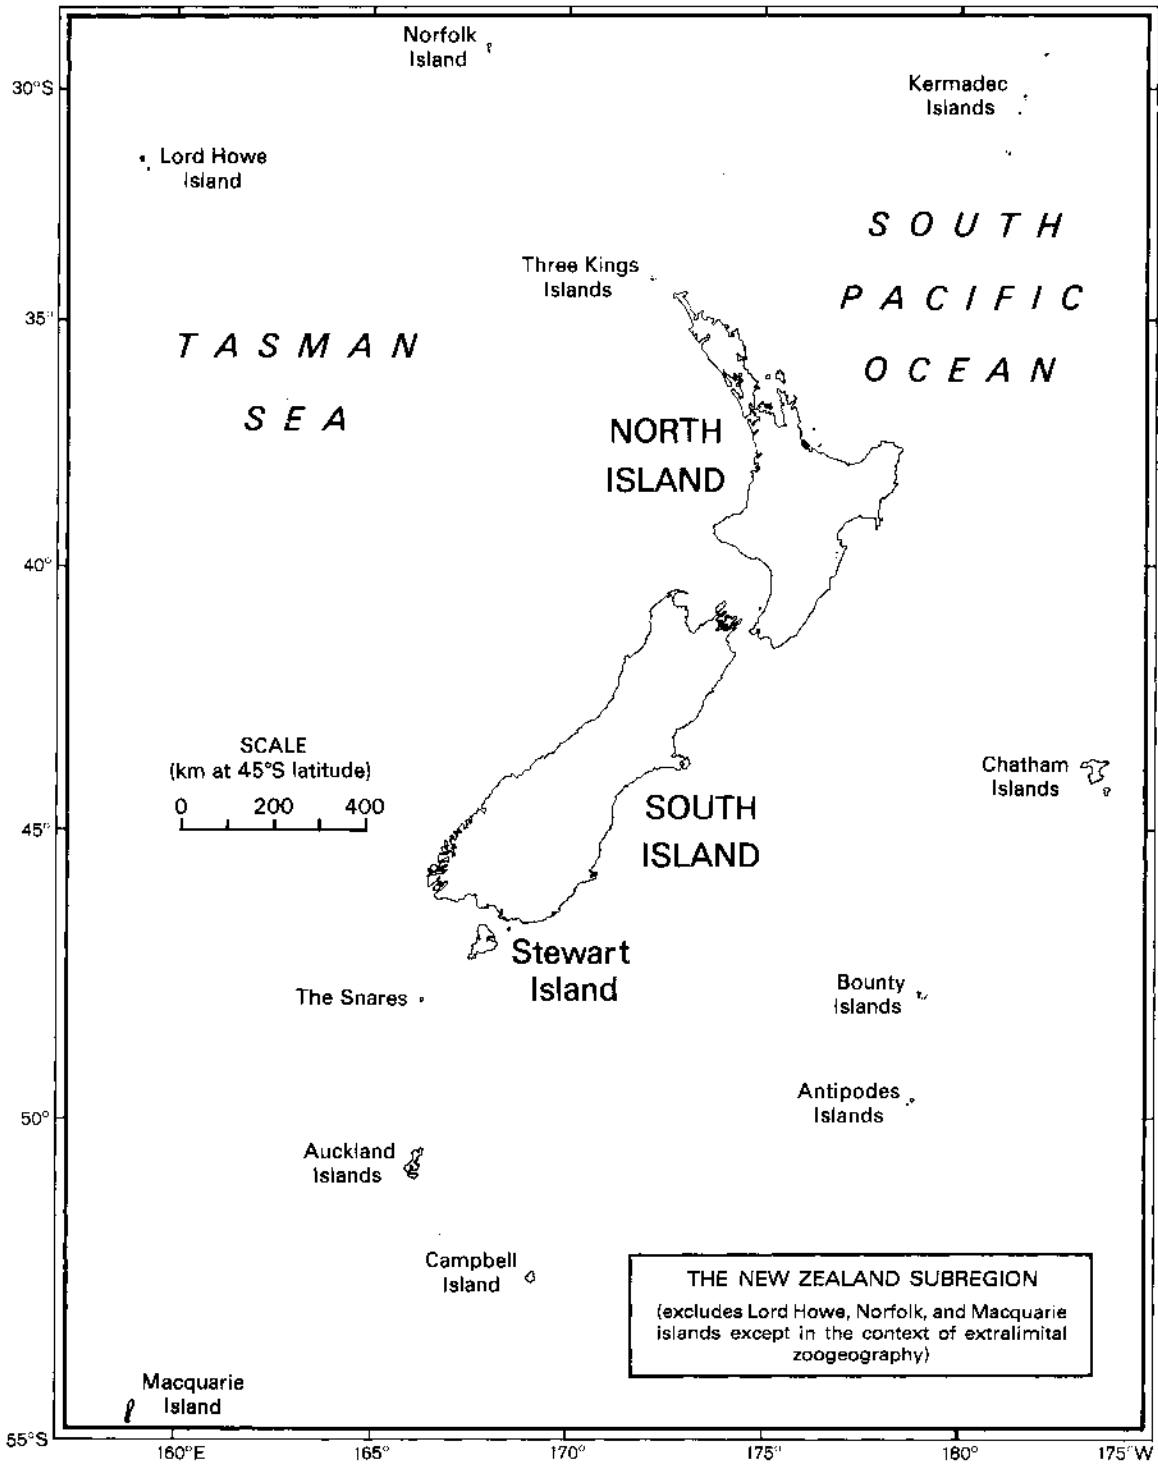 Norfolk
Island
30°S
Kermadec
Islands
Lord Howe
Island
SOUTH
PACIFIC
OCEAN
Three Kings
Islands
35°
TASMAN
SEA
NORTH
ISLAND
40°
SCALE
(km at 45°S latitude)
0 200 400
Chatham
Islands
SOUTH
ISLAND
45°
Stewart
Island
The Snares
Bounty
Islands
Antipodes
Islands
50°
Auckland
Islands
Campbell
Island
THE NEW ZEALAND SUBREGION
(excludes Lord Howe, Norfolk, and Macquarie
islands except in the context of extralimital
zoogeography)
Macquarie
Island
55°S
160°E 165° 170° 175° 180° 175°W